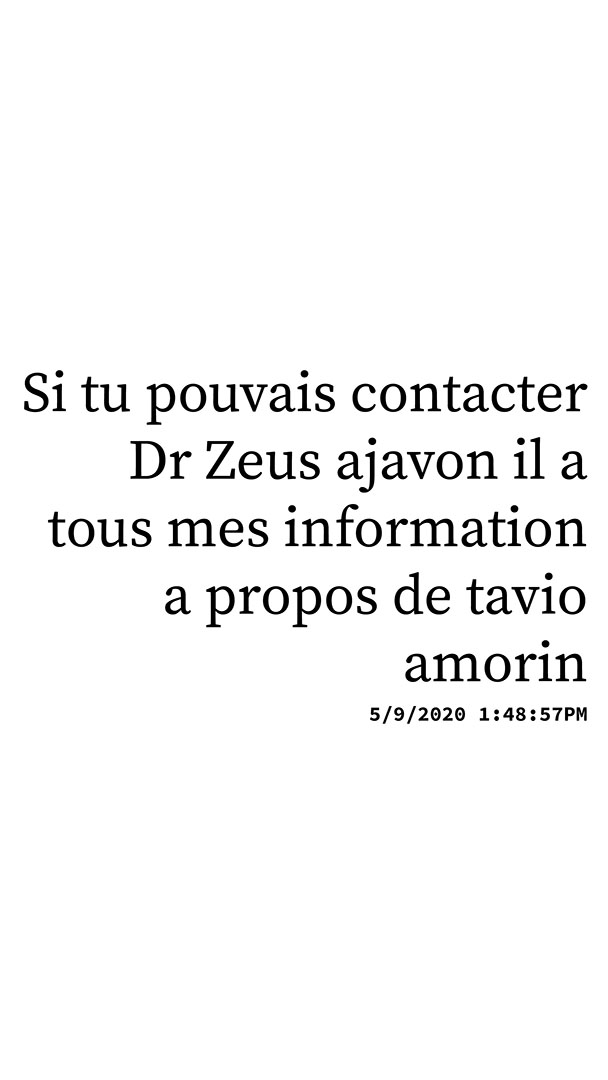 Si tu pouvais contacter
Dr Zeus ajavon il a
tous mes information
a propos de tavio
amorin
5/9/2020 1:48:57PM